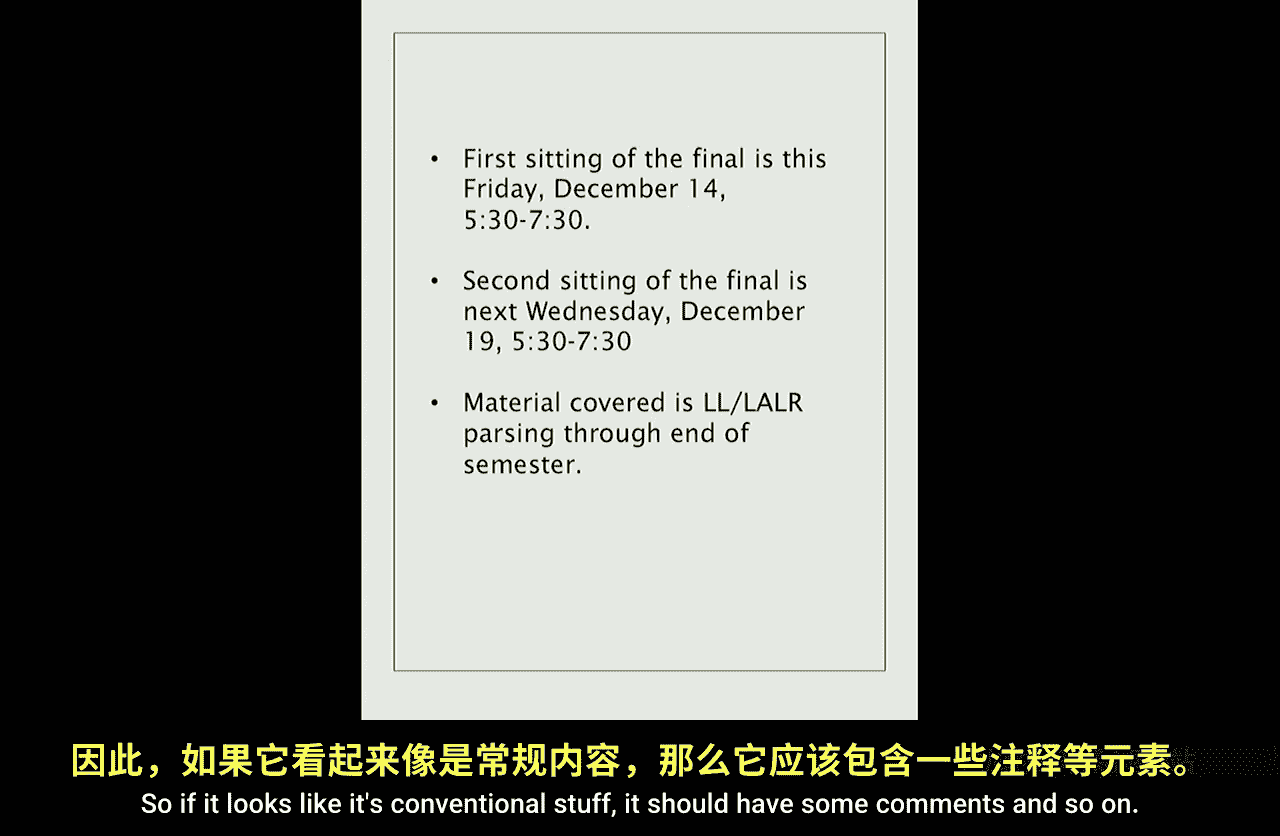 • First sitting of the final is this
Friday, December 14,
5:30-7:30.
• Second sitting of the final is
next Wednesday, December
19, 5:30-7:30
• Material covered is LL/LALR
parsing through end of
semester.
因此，如果它看起来像是常规内容，那么它应该包含一些注释等元素。
So if it looks like it's conventional stuff, it should have some comments and so on.